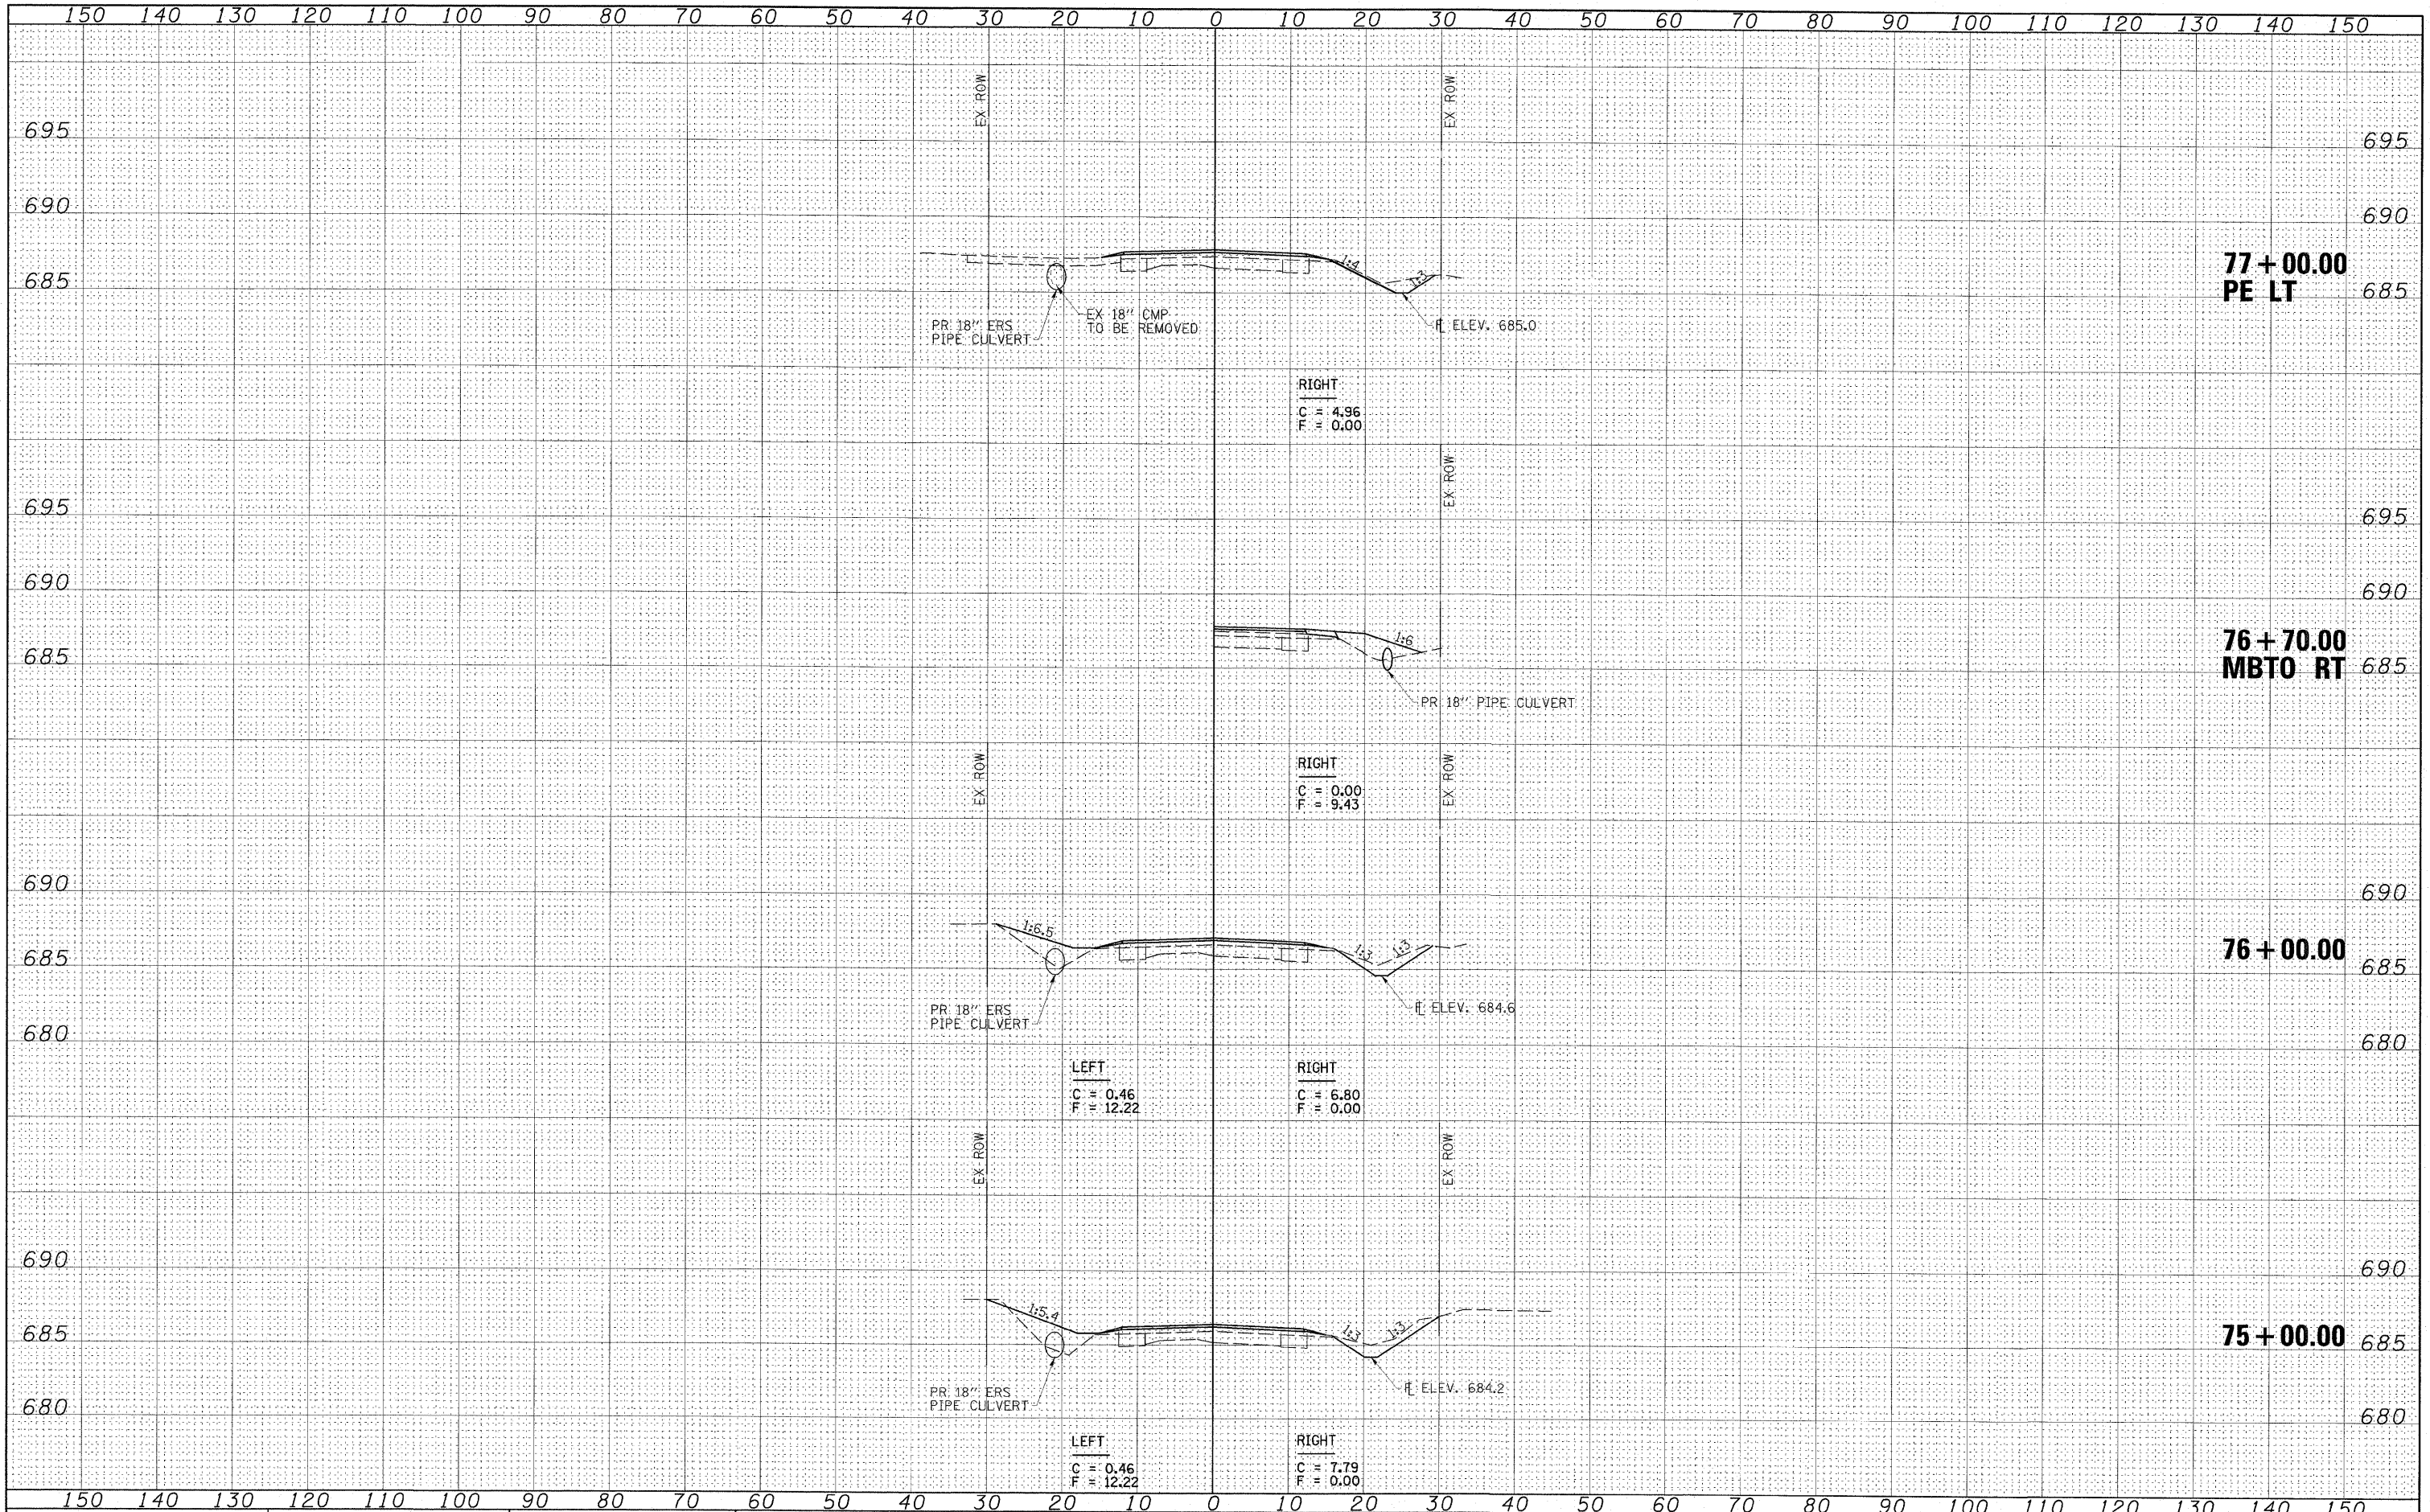 150 140 130 120 110 100 90 80 70 60 50 40 30 20 10 0 10 20 30 40 50 60 70 80 90 100 110 120 130 140 150
EX ROW
EX ROW
695 695
690 690
77+00.00
PE LT
685 685
1:4
1:3
PR 18" ERS
PIPE CULVERT
EX 18" CMP
TO BE REMOVED
FL ELEV. 685.0
RIGHT
C = 4.96
F = 0.00
EX ROW
695 695
690 690
1:6
76+70.00
MBTO RT
685 685
PR 18" PIPE CULVERT
EX ROW
EX ROW
RIGHT
C = 0.00
F = 9.43
690 690
1:6.5
1:3
1:3
76+00.00
685 685
PR 18" ERS
PIPE CULVERT
FL ELEV. 684.6
680 680
LEFT
C = 0.46
F = 12.22
RIGHT
C = 6.80
F = 0.00
EX ROW
EX ROW
690 690
1:5.4
1:3
1:3
75+00.00
685 685
PR 18" ERS
PIPE CULVERT
FL ELEV. 684.2
680 680
LEFT
C = 0.46
F = 12.22
RIGHT
C = 7.79
F = 0.00
150 140 130 120 110 100 90 80 70 60 50 40 30 20 10 0 10 20 30 40 50 60 70 80 90 100 110 120 130 140 150